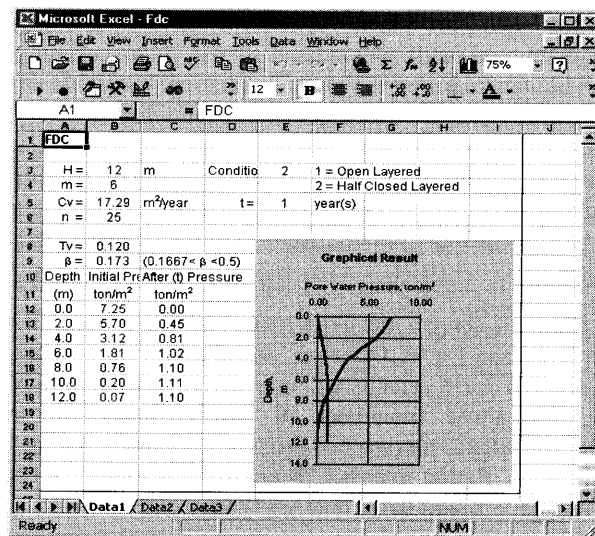 Microsoft Excel - Fdc
File Edit View Insert Format Tools Data Window Help
75%
12 B
A1 = FDC
A B C D E F G H I J
1 FDC
2
3 H = 12 m Conditio 2 1 = Open Layered
4 m = 6 2 = Half Closed Layered
5 Cv = 17.29 m²/year t = 1 year(s)
6 n = 25
7
8 Tv = 0.120
9 β = 0.173 (0.1667< β <0.5)
10 Depth Initial Pre After (t) Pressure
11 (m) ton/m² ton/m²
12 0.0 7.25 0.00
13 2.0 5.70 0.45
14 4.0 3.12 0.81
15 6.0 1.81 1.02
16 8.0 0.76 1.10
17 10.0 0.20 1.11
18 12.0 0.07 1.10
19
20
21
22
23
24
Graphical Result
Pore Water Pressure, ton/m²
0.00 5.00 10.00
0.0
2.0
4.0
6.0
8.0
10.0
12.0
14.0
Depth, m
Data1 Data2 Data3
Ready NUM